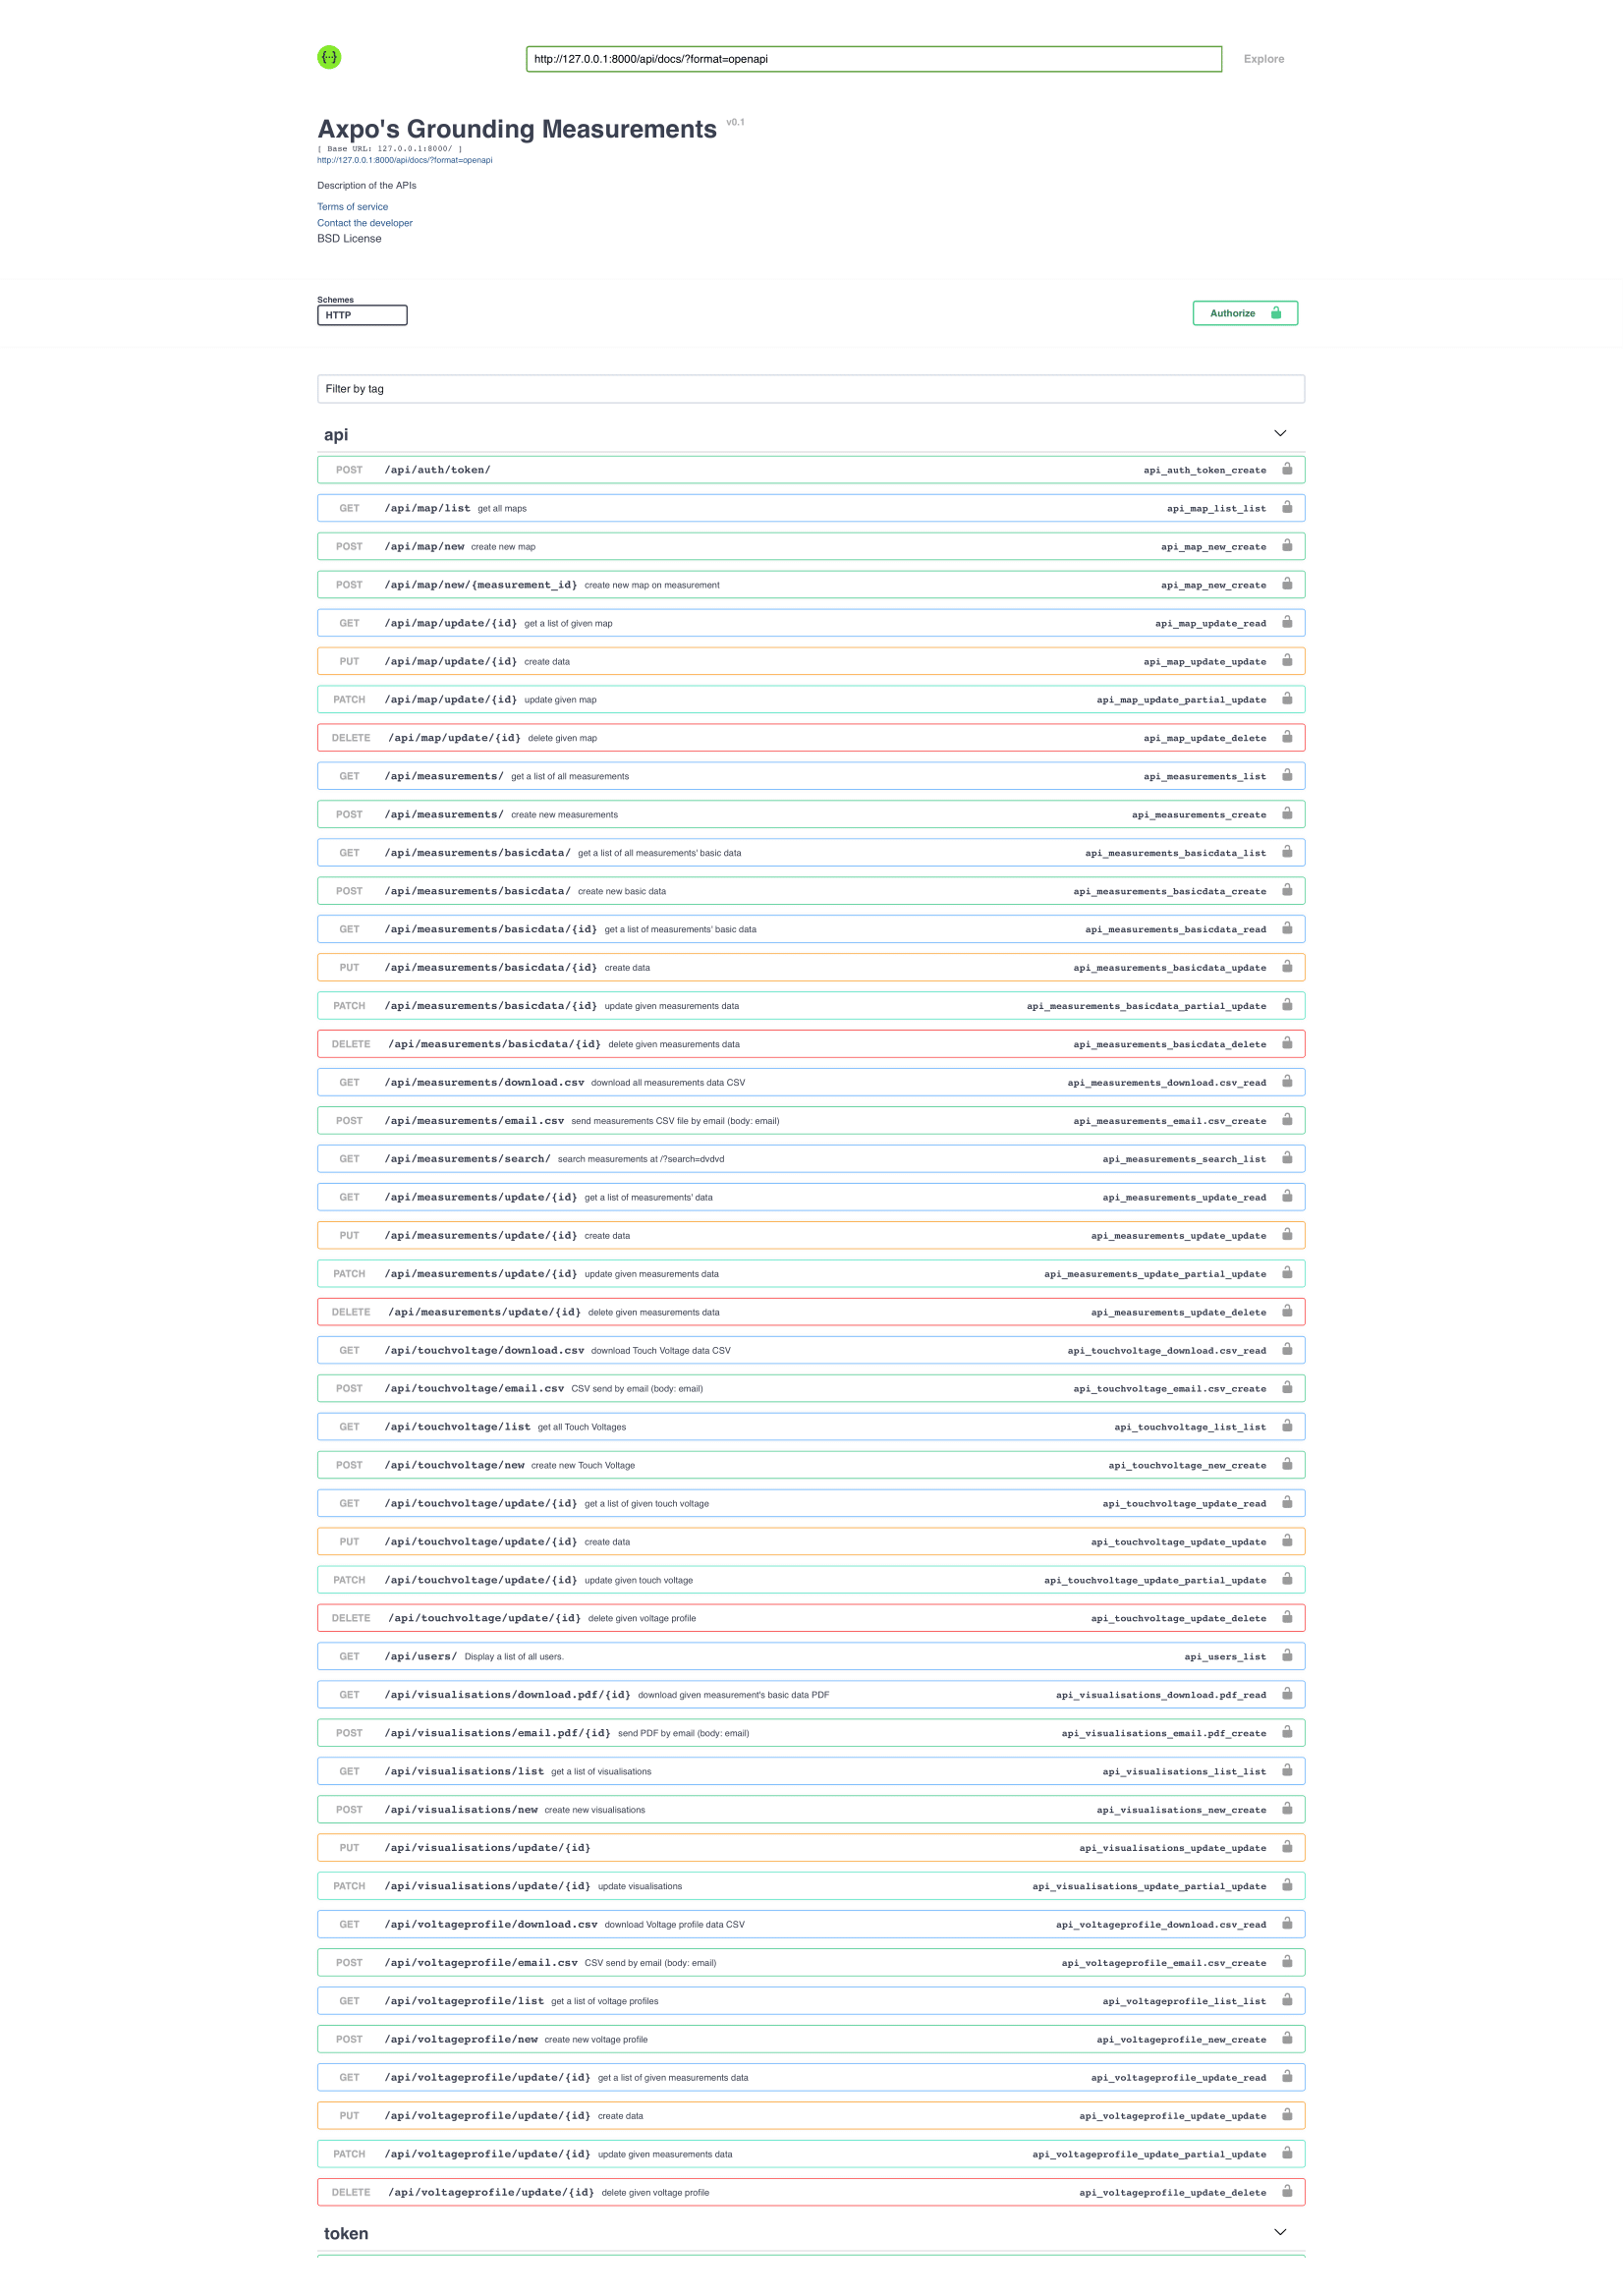 {···}
http://127.0.0.1:8000/api/docs/?format=openapi Explore
Axpo's Grounding Measurements v0.1
[ Base URL: 127.0.0.1:8000/ ]
http://127.0.0.1:8000/api/docs/?format=openapi
Description of the APIs
Terms of service
Contact the developer
BSD License
Schemes
HTTP Authorize
Filter by tag
api
POST /api/auth/token/ api_auth_token_create
GET /api/map/list get all maps api_map_list_list
POST /api/map/new create new map api_map_new_create
POST /api/map/new/{measurement_id} create new map on measurement api_map_new_create
GET /api/map/update/{id} get a list of given map api_map_update_read
PUT /api/map/update/{id} create data api_map_update_update
PATCH /api/map/update/{id} update given map api_map_update_partial_update
DELETE /api/map/update/{id} delete given map api_map_update_delete
GET /api/measurements/ get a list of all measurements api_measurements_list
POST /api/measurements/ create new measurements api_measurements_create
GET /api/measurements/basicdata/ get a list of all measurements' basic data api_measurements_basicdata_list
POST /api/measurements/basicdata/ create new basic data api_measurements_basicdata_create
GET /api/measurements/basicdata/{id} get a list of measurements' basic data api_measurements_basicdata_read
PUT /api/measurements/basicdata/{id} create data api_measurements_basicdata_update
PATCH /api/measurements/basicdata/{id} update given measurements data api_measurements_basicdata_partial_update
DELETE /api/measurements/basicdata/{id} delete given measurements data api_measurements_basicdata_delete
GET /api/measurements/download.csv download all measurements data CSV api_measurements_download.csv_read
POST /api/measurements/email.csv send measurements CSV file by email (body: email) api_measurements_email.csv_create
GET /api/measurements/search/ search measurements at /?search=dvdvd api_measurements_search_list
GET /api/measurements/update/{id} get a list of measurements' data api_measurements_update_read
PUT /api/measurements/update/{id} create data api_measurements_update_update
PATCH /api/measurements/update/{id} update given measurements data api_measurements_update_partial_update
DELETE /api/measurements/update/{id} delete given measurements data api_measurements_update_delete
GET /api/touchvoltage/download.csv download Touch Voltage data CSV api_touchvoltage_download.csv_read
POST /api/touchvoltage/email.csv CSV send by email (body: email) api_touchvoltage_email.csv_create
GET /api/touchvoltage/list get all Touch Voltages api_touchvoltage_list_list
POST /api/touchvoltage/new create new Touch Voltage api_touchvoltage_new_create
GET /api/touchvoltage/update/{id} get a list of given touch voltage api_touchvoltage_update_read
PUT /api/touchvoltage/update/{id} create data api_touchvoltage_update_update
PATCH /api/touchvoltage/update/{id} update given touch voltage api_touchvoltage_update_partial_update
DELETE /api/touchvoltage/update/{id} delete given voltage profile api_touchvoltage_update_delete
GET /api/users/ Display a list of all users. api_users_list
GET /api/visualisations/download.pdf/{id} download given measurement's basic data PDF api_visualisations_download.pdf_read
POST /api/visualisations/email.pdf/{id} send PDF by email (body: email) api_visualisations_email.pdf_create
GET /api/visualisations/list get a list of visualisations api_visualisations_list_list
POST /api/visualisations/new create new visualisations api_visualisations_new_create
PUT /api/visualisations/update/{id} api_visualisations_update_update
PATCH /api/visualisations/update/{id} update visualisations api_visualisations_update_partial_update
GET /api/voltageprofile/download.csv download Voltage profile data CSV api_voltageprofile_download.csv_read
POST /api/voltageprofile/email.csv CSV send by email (body: email) api_voltageprofile_email.csv_create
GET /api/voltageprofile/list get a list of voltage profiles api_voltageprofile_list_list
POST /api/voltageprofile/new create new voltage profile api_voltageprofile_new_create
GET /api/voltageprofile/update/{id} get a list of given measurements data api_voltageprofile_update_read
PUT /api/voltageprofile/update/{id} create data api_voltageprofile_update_update
PATCH /api/voltageprofile/update/{id} update given measurements data api_voltageprofile_update_partial_update
DELETE /api/voltageprofile/update/{id} delete given voltage profile api_voltageprofile_update_delete
token